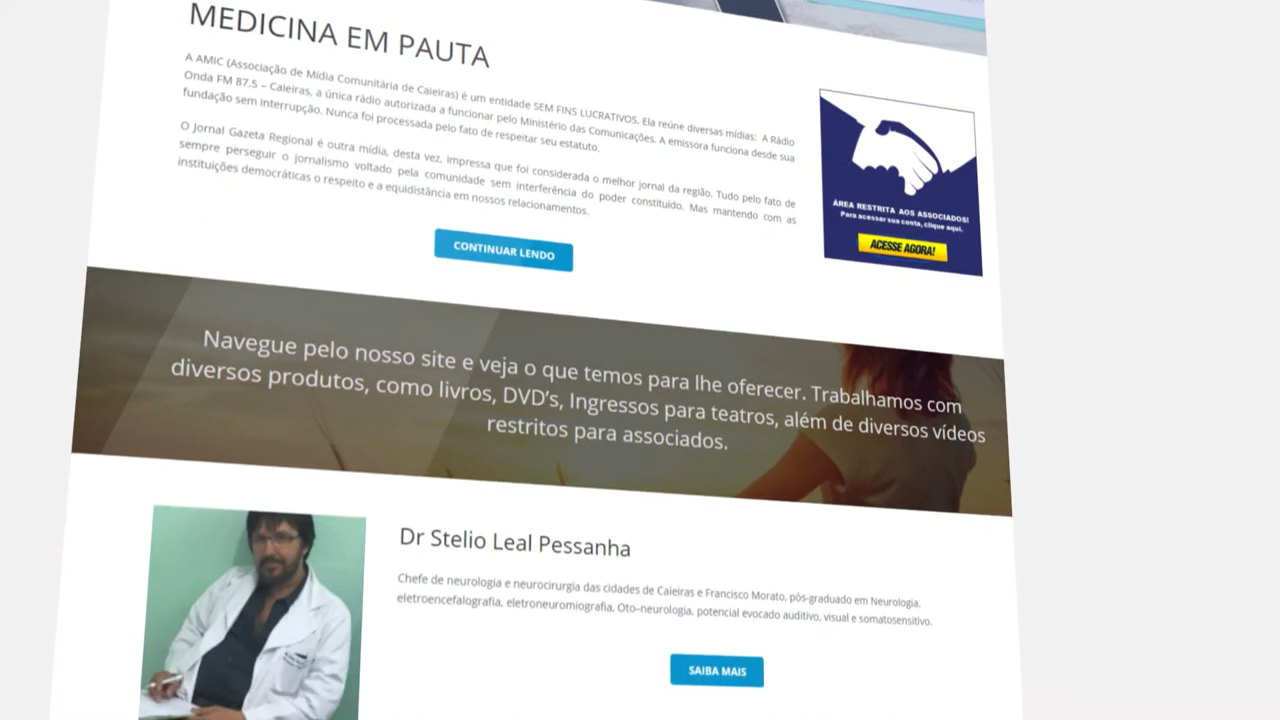 MEDICINA EM PAUTA
A AMIC (Associação de Mídia Comunitária de Caieiras) é um entidade SEM FINS LUCRATIVOS. Ela reúne diversas mídias: A Rádio
Onda FM 87.5 – Caieiras, a única rádio autorizada a funcionar pelo Ministério das Comunicações. A emissora funciona desde sua
fundação sem interrupção. Nunca foi processada pelo fato de respeitar seu estatuto.
O Jornal Gazeta Regional é outra mídia, desta vez, impressa que foi considerada o melhor jornal da região. Tudo pelo fato de
sempre perseguir o jornalismo voltado pela comunidade sem interferência do poder constituído. Mas mantendo com as
instituições democráticas o respeito e a equidistância em nossos relacionamentos.
CONTINUAR LENDO
ÁREA RESTRITA AOS ASSOCIADOS!
Para acessar sua conta, clique aqui.
ACESSE AGORA!
Navegue pelo nosso site e veja o que temos para lhe oferecer. Trabalhamos com
diversos produtos, como livros, DVD’s, Ingressos para teatros, além de diversos vídeos
restritos para associados.
Dr Stelio Leal Pessanha
Chefe de neurologia e neurocirurgia das cidades de Caieiras e Francisco Morato, pós-graduado em Neurologia,
eletroencefalografia, eletroneuromiografia, Oto–neurologia, potencial evocado auditivo, visual e somatosensitivo.
SAIBA MAIS